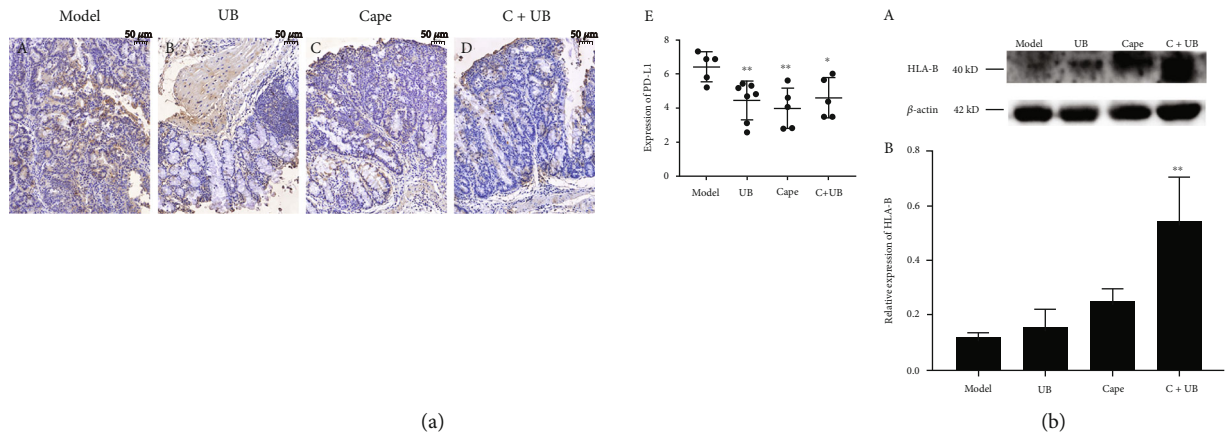 Model UB Cape C + UB
50 μm 50 μm 50 μm 50 μm
A B C D
E
Expression of PD-L1
8
6
4
2
0
** ** *
Model UB Cape C+UB
(a)
A
Model UB Cape C + UB
HLA-B 40 kD
β-actin 42 kD
B
Relative expression of HLA-B
0.8
0.6
0.4
0.2
0.0
**
Model UB Cape C + UB
(b)